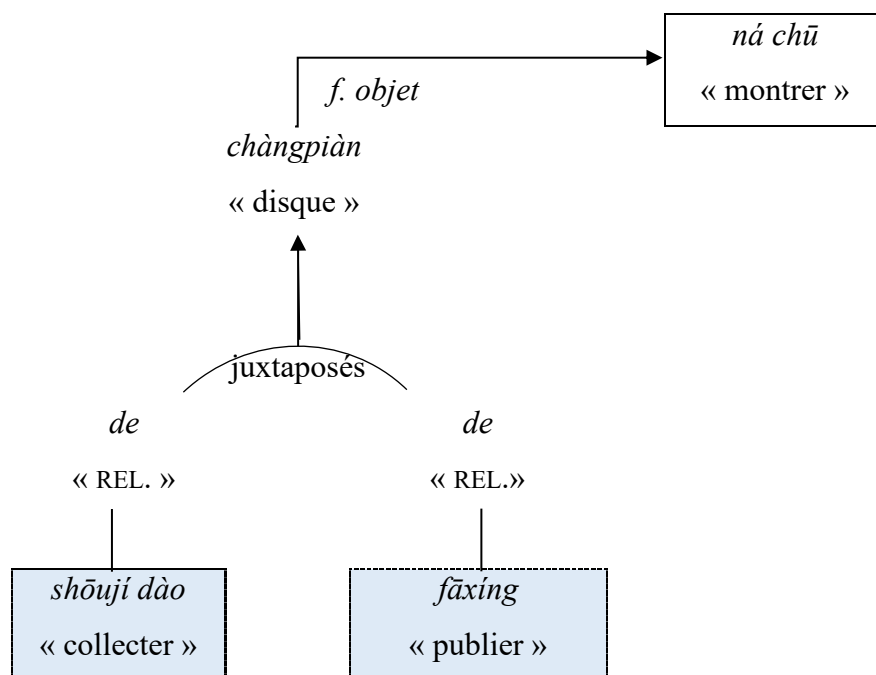 ná chū
« montrer »
f. objet
chàngpiàn
« disque »
juxtaposés
de
« REL. »
de
« REL.»
shōují dào
« collecter »
fāxíng
« publier »